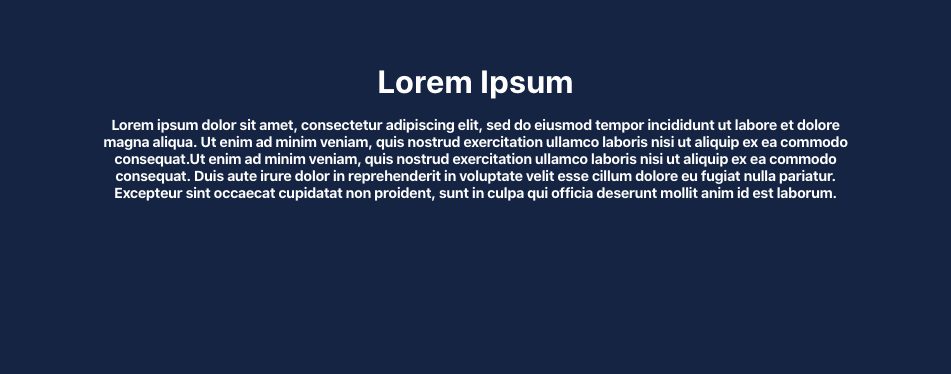 Lorem Ipsum
Lorem ipsum dolor sit amet, consectetur adipiscing elit, sed do eiusmod tempor incididunt ut labore et dolore
magna aliqua. Ut enim ad minim veniam, quis nostrud exercitation ullamco laboris nisi ut aliquip ex ea commodo
consequat.Ut enim ad minim veniam, quis nostrud exercitation ullamco laboris nisi ut aliquip ex ea commodo
consequat. Duis aute irure dolor in reprehenderit in voluptate velit esse cillum dolore eu fugiat nulla pariatur.
Excepteur sint occaecat cupidatat non proident, sunt in culpa qui officia deserunt mollit anim id est laborum.